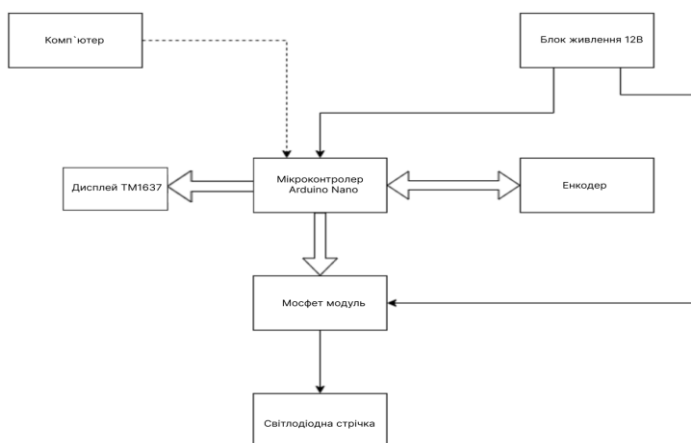 Комп`ютер
Блок живлення 12В
Дисплей ТМ1637
Мікроконтролер
Arduino Nano
Енкодер
Мосфет модуль
Світлодіодна стрічка